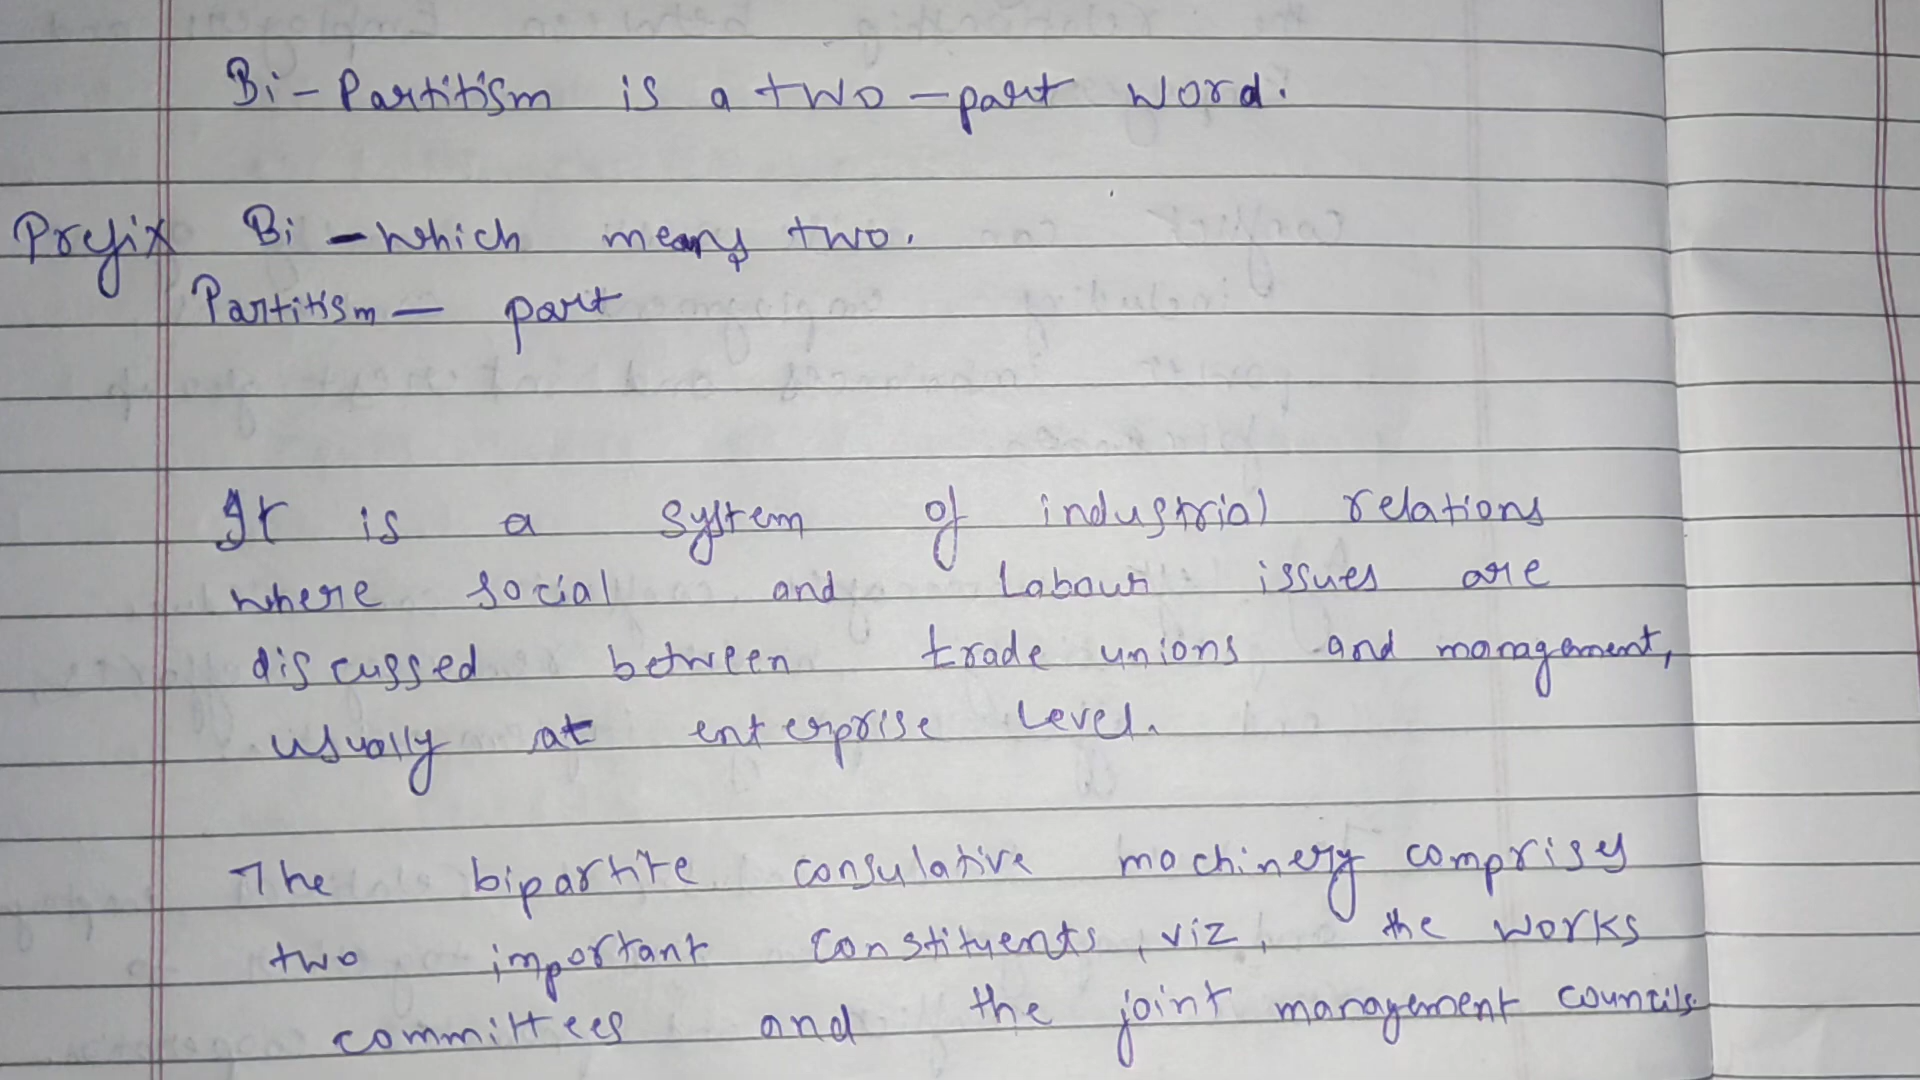 Bi - Partitism is a two - part word.
Prefix Bi - which means two.
Partitism - part
It is a system of industrial relations
where social and Labour issues are
discussed between trade unions and management,
usually at enterprise level.
The bipartite consulative machinery comprises
two important constituents, viz, the works
committees and the joint management councils